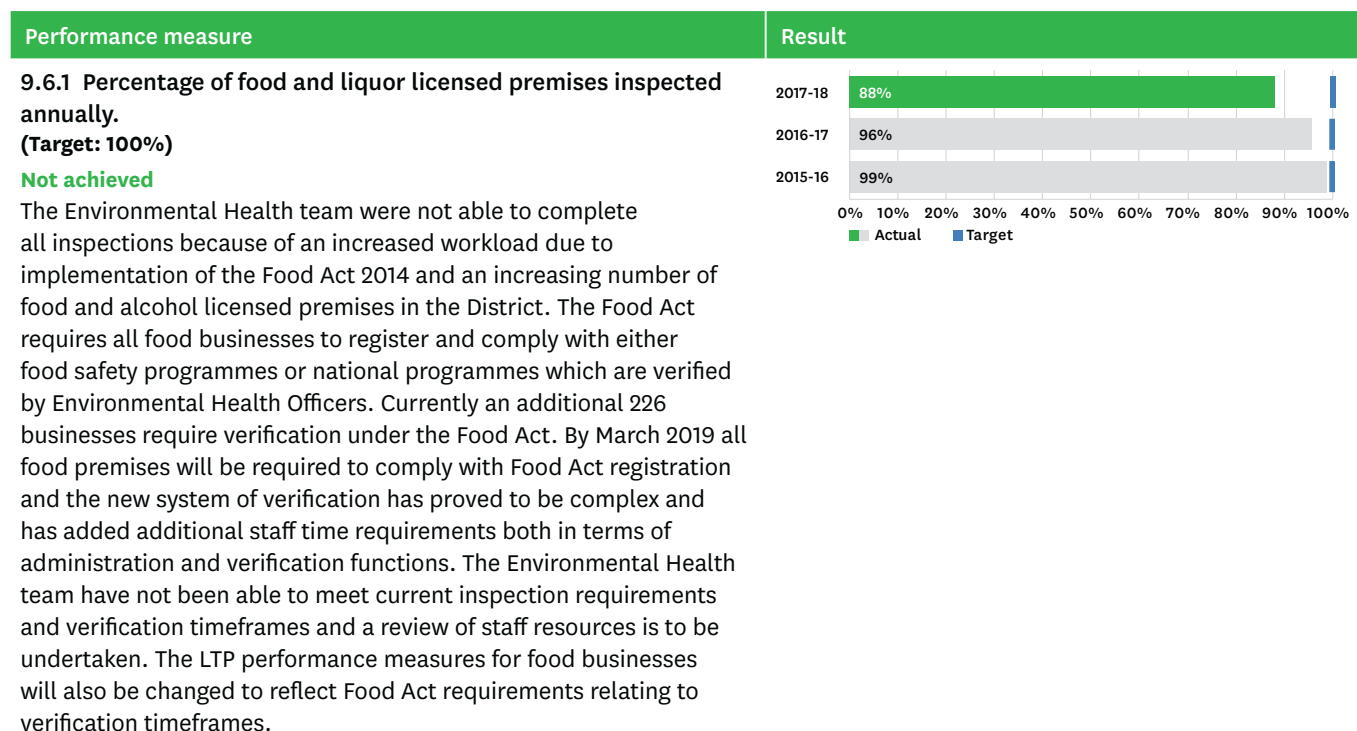 Performance measure
Result
9.6.1 Percentage of food and liquor licensed premises inspected
annually.
(Target: 100%)
Not achieved
The Environmental Health team were not able to complete
all inspections because of an increased workload due to
implementation of the Food Act 2014 and an increasing number of
food and alcohol licensed premises in the District. The Food Act
requires all food businesses to register and comply with either
food safety programmes or national programmes which are verified
by Environmental Health Officers. Currently an additional 226
businesses require verification under the Food Act. By March 2019 all
food premises will be required to comply with Food Act registration
and the new system of verification has proved to be complex and
has added additional staff time requirements both in terms of
administration and verification functions. The Environmental Health
team have not been able to meet current inspection requirements
and verification timeframes and a review of staff resources is to be
undertaken. The LTP performance measures for food businesses
will also be changed to reflect Food Act requirements relating to
verification timeframes.
2017-18 88%
2016-17 96%
2015-16 99%
0% 10% 20% 30% 40% 50% 60% 70% 80% 90% 100%
Actual Target